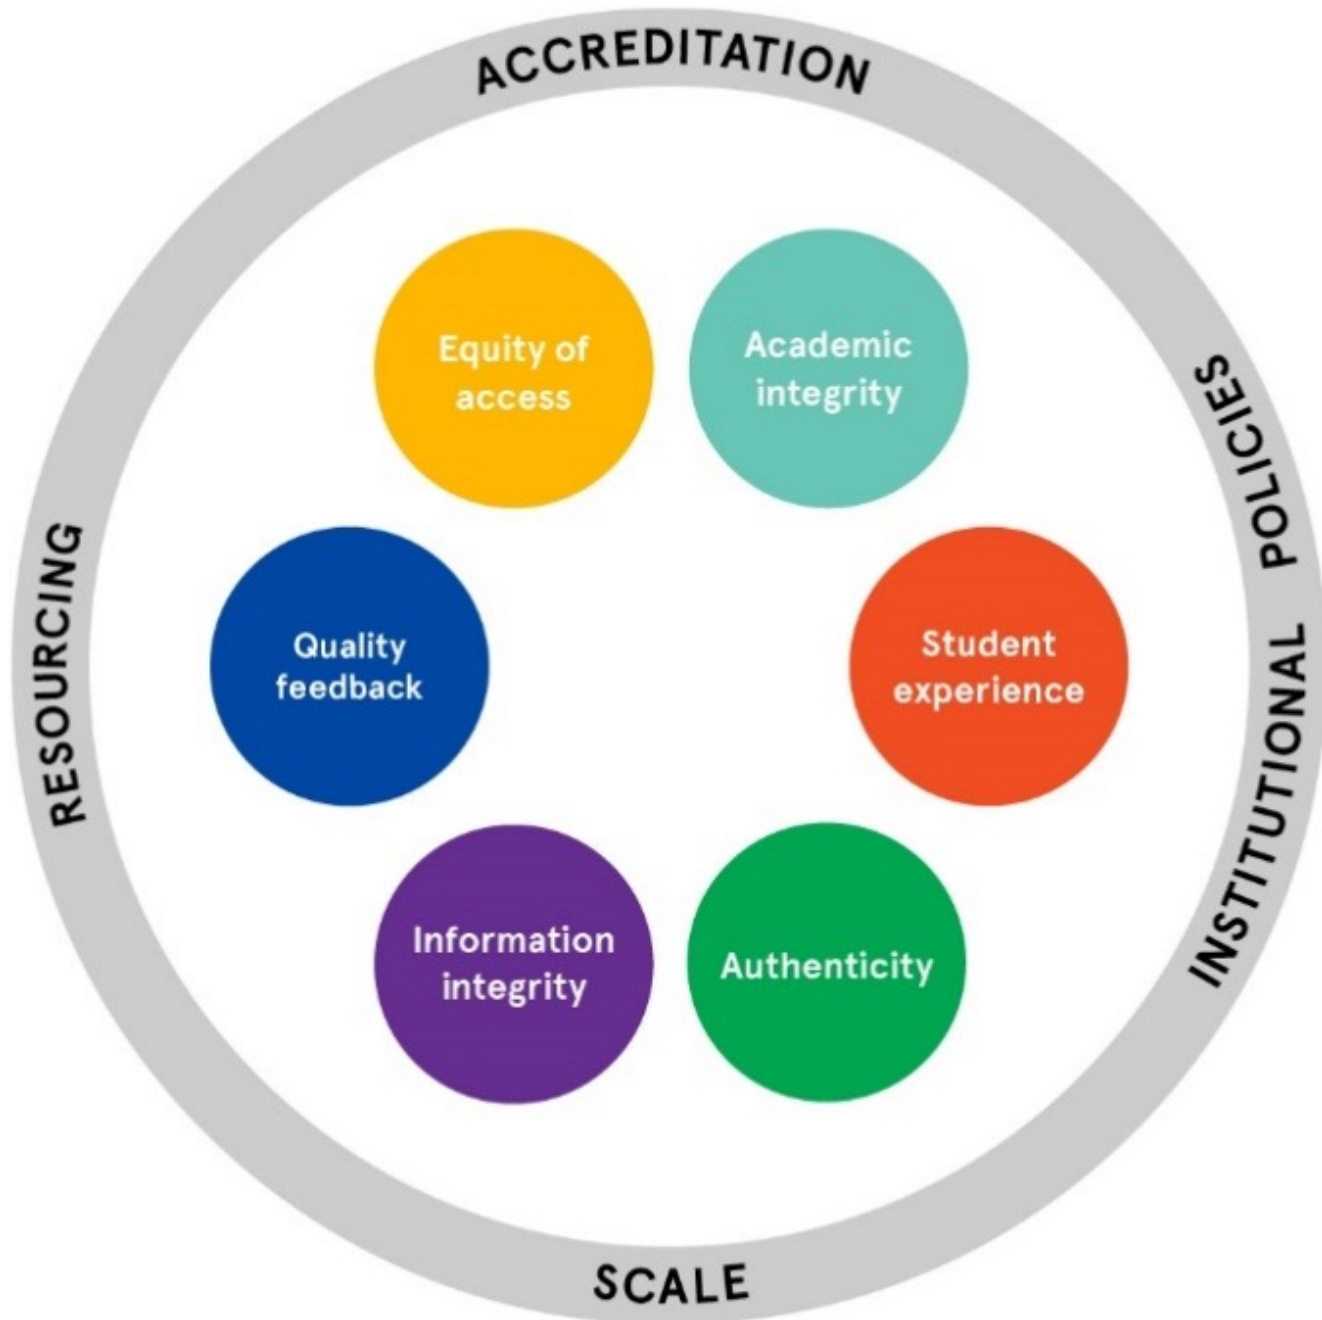 ACCREDITATION
Equity of
access
Academic
integrity
INSTITUTIONAL POLICIES
RESOURCING
Quality
feedback
Student
experience
Information
integrity
Authenticity
SCALE